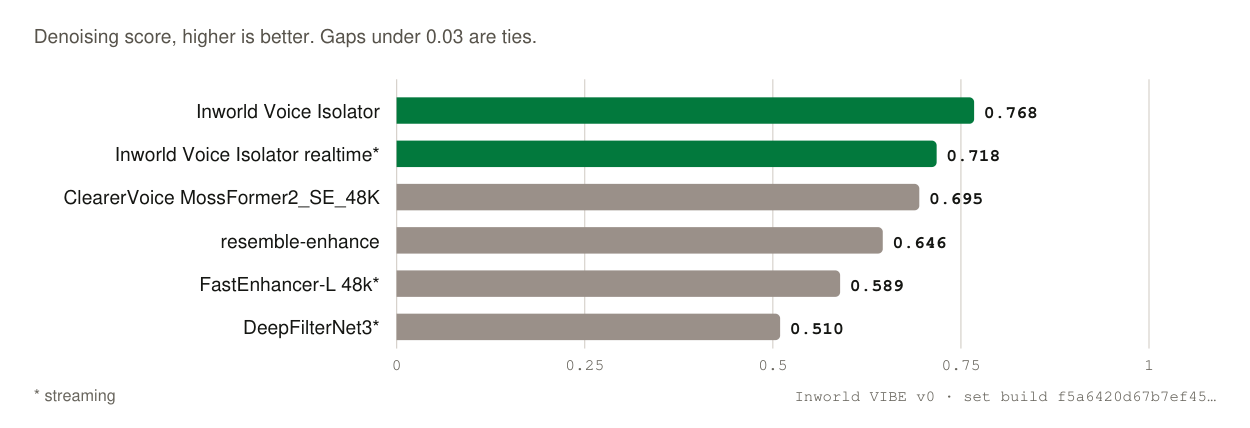 Denoising score, higher is better. Gaps under 0.03 are ties.
Inworld Voice Isolator 0.768
Inworld Voice Isolator realtime* 0.718
ClearerVoice MossFormer2_SE_48K 0.695
resemble-enhance 0.646
FastEnhancer-L 48k* 0.589
DeepFilterNet3* 0.510
0 0.25 0.5 0.75 1
* streaming Inworld VIBE v0 · set build f5a6420d67b7ef45…